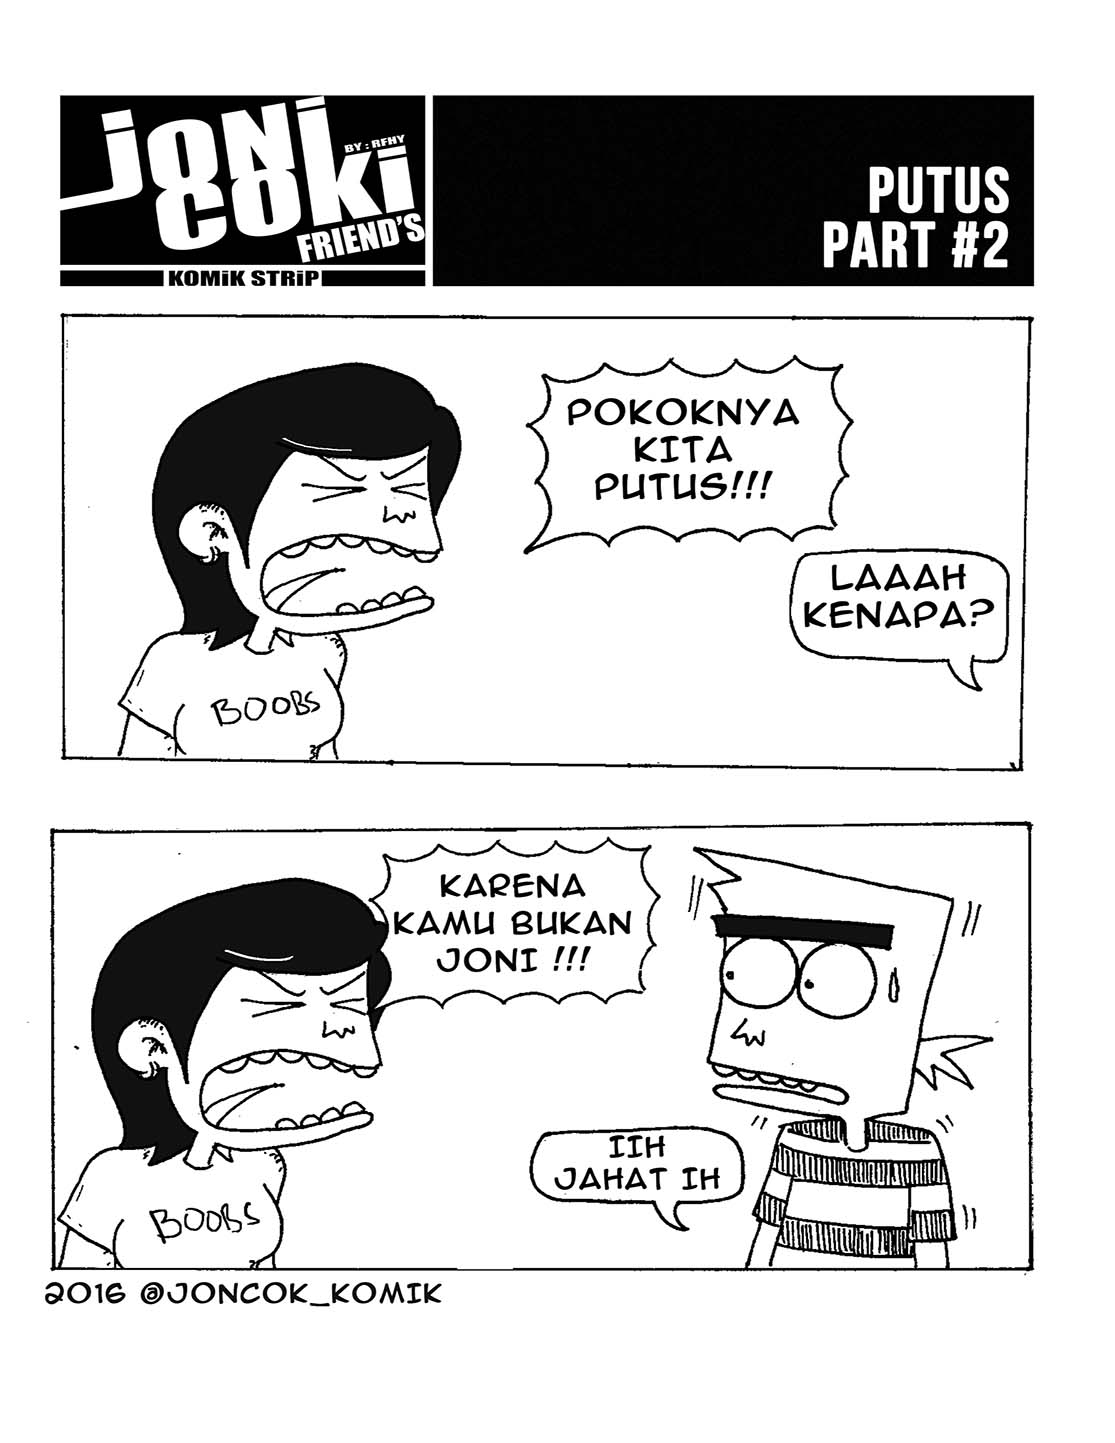 JONI
BY : RFHY
COKI
FRIEND'S
KOMIK STRIP
PUTUS
PART #2
POKOKNYA
KITA
PUTUS!!!
LAAAH
KENAPA?
BOOBS
KARENA
KAMU BUKAN
JONI !!!
IIH
JAHAT IH
BOOBS
2016 @JONCOK_KOMIK